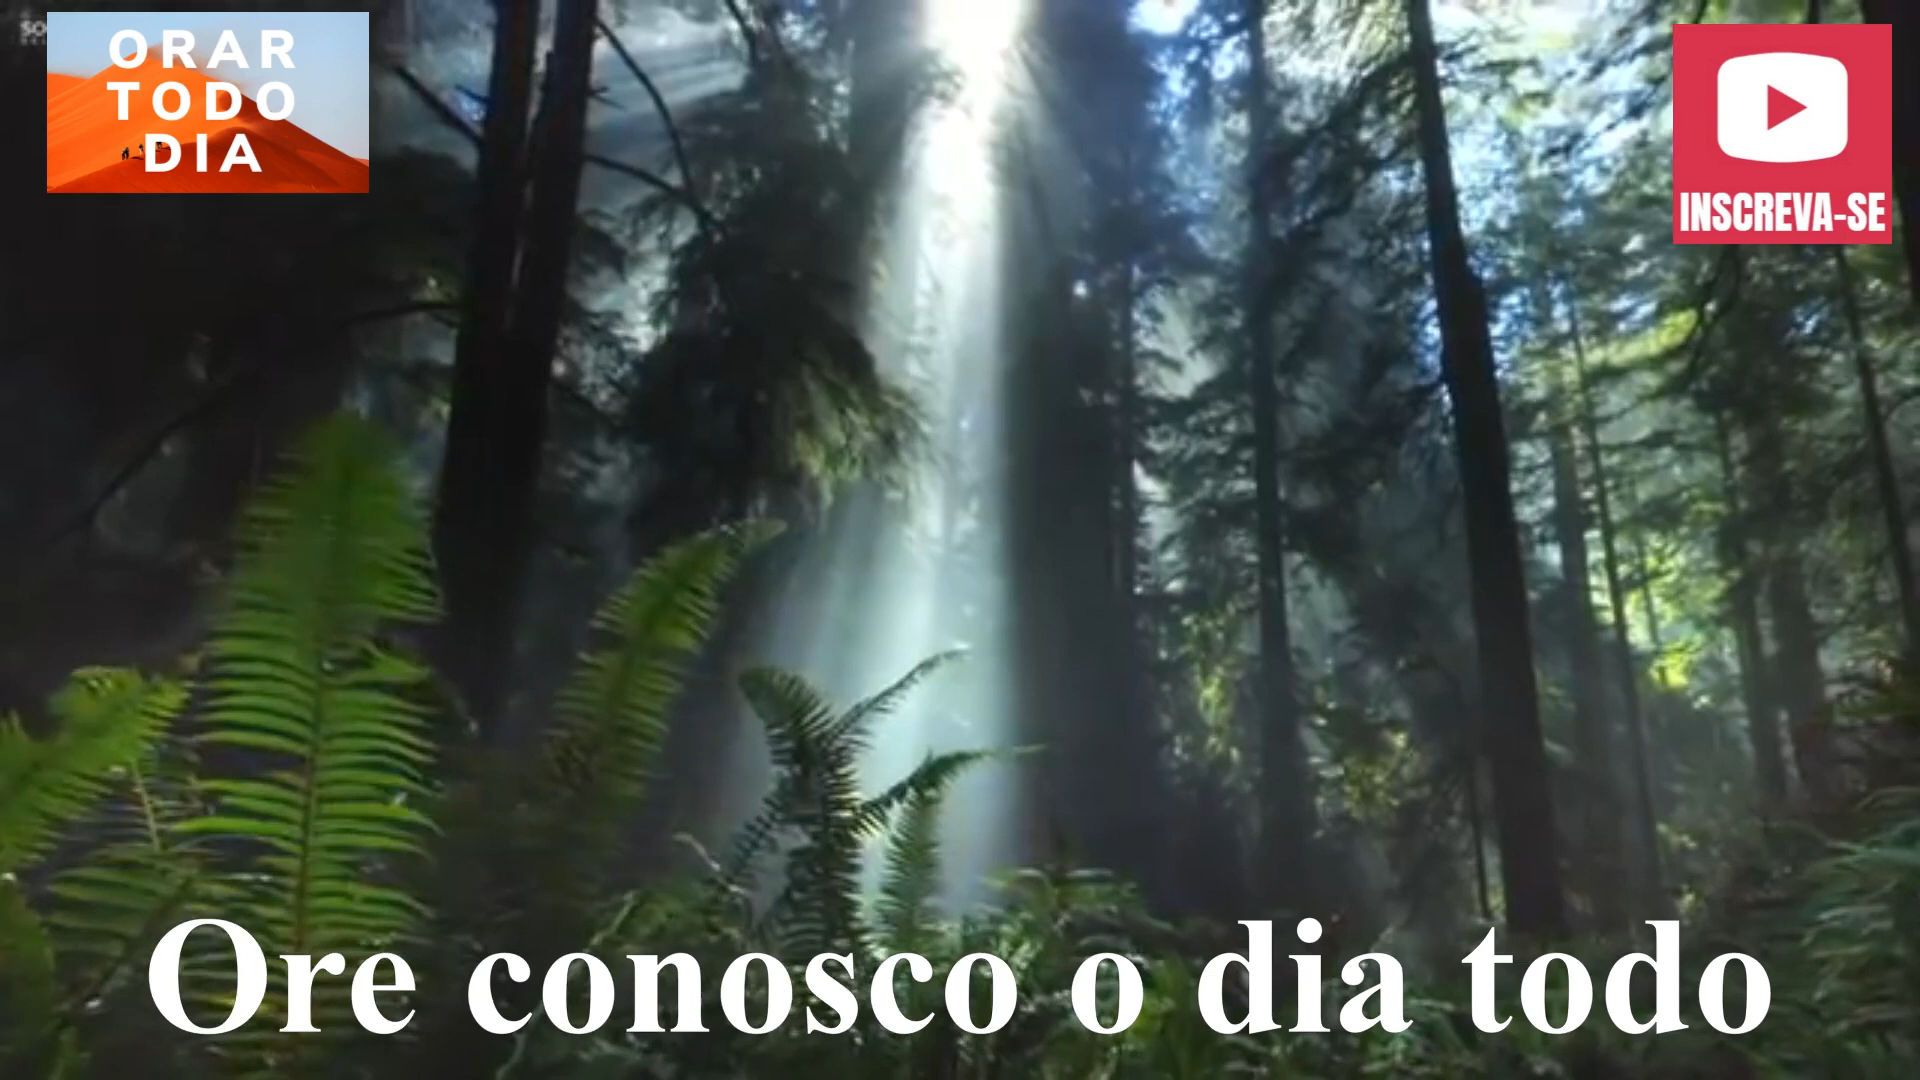 ORAR
TODO
DIA
INSCREVA-SE
Ore conosco o dia todo